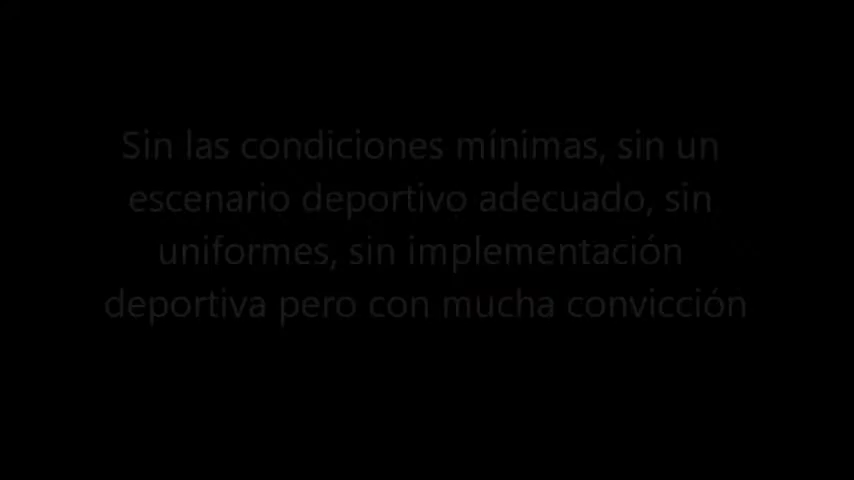 Sin las condiciones mínimas, sin un
escenario deportivo adecuado, sin
uniformes, sin implementación
deportiva pero con mucha convicción